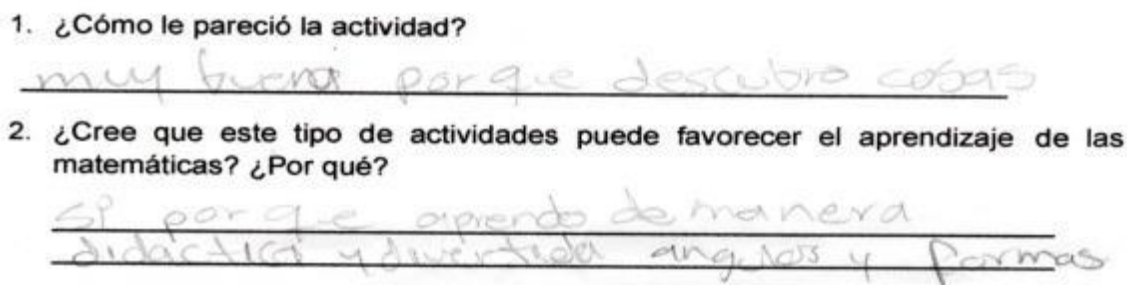 1. ¿Cómo le pareció la actividad?
muy buena porque descubro cosas
2. ¿Cree que este tipo de actividades puede favorecer el aprendizaje de las
matemáticas? ¿Por qué?
si porque aprendo de manera
didactica y divertida angulos y formas